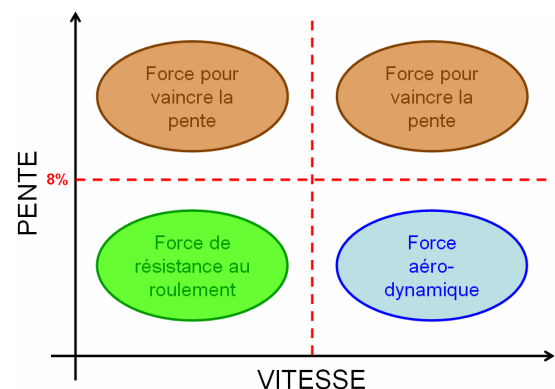 Force pour
vaincre la
pente
Force pour
vaincre la
pente
PENTE
8%
Force de
résistance au
roulement
Force
aéro-
dynamique
VITESSE